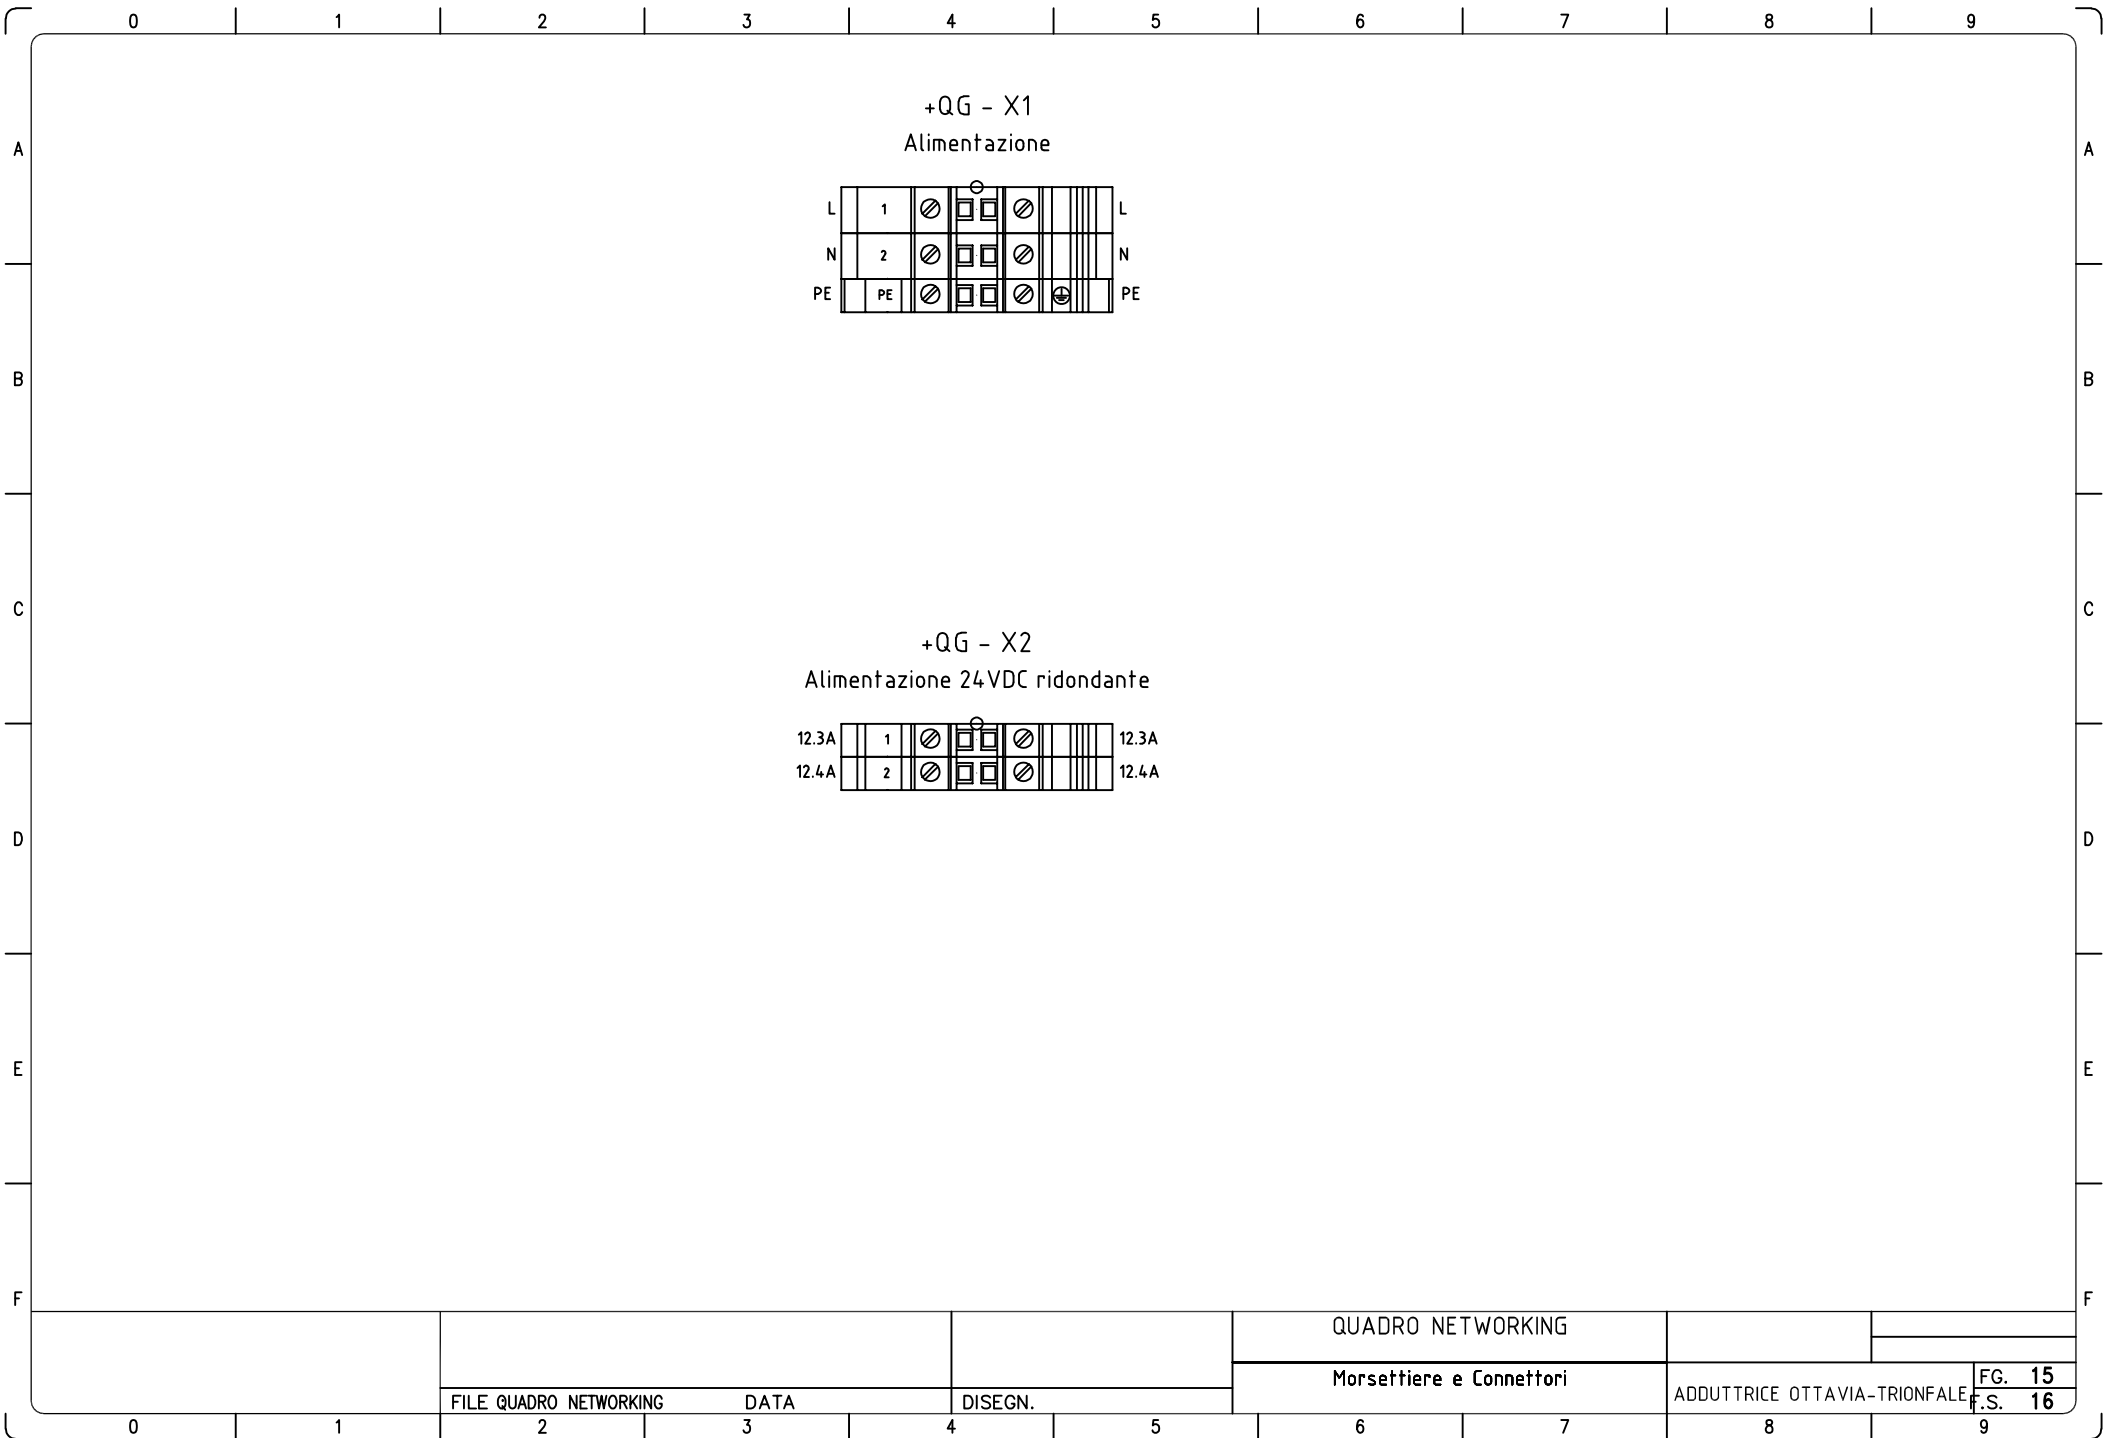 0 1 2 3 4 5 6 7 8 9
+QG - X1
Alimentazione
A A
L 1 L
N 2 N
PE PE PE
B B
C C
+QG - X2
Alimentazione 24VDC ridondante
12.3A 1 12.3A
12.4A 2 12.4A
D D
E E
F F
QUADRO NETWORKING
Morsettiere e Connettori
FG. 15
ADDUTTRICE OTTAVIA-TRIONFALE
FILE QUADRO NETWORKING DATA DISEGN.
F.S. 16
0 1 2 3 4 5 6 7 8 9